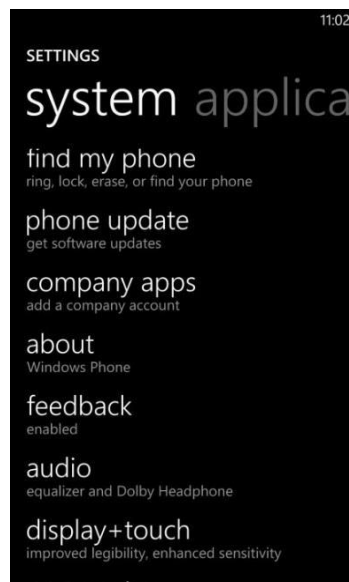 11:02
SETTINGS
system applica
find my phone
ring, lock, erase, or find your phone
phone update
get software updates
company apps
add a company account
about
Windows Phone
feedback
enabled
audio
equalizer and Dolby Headphone
display+touch
improved legibility, enhanced sensitivity